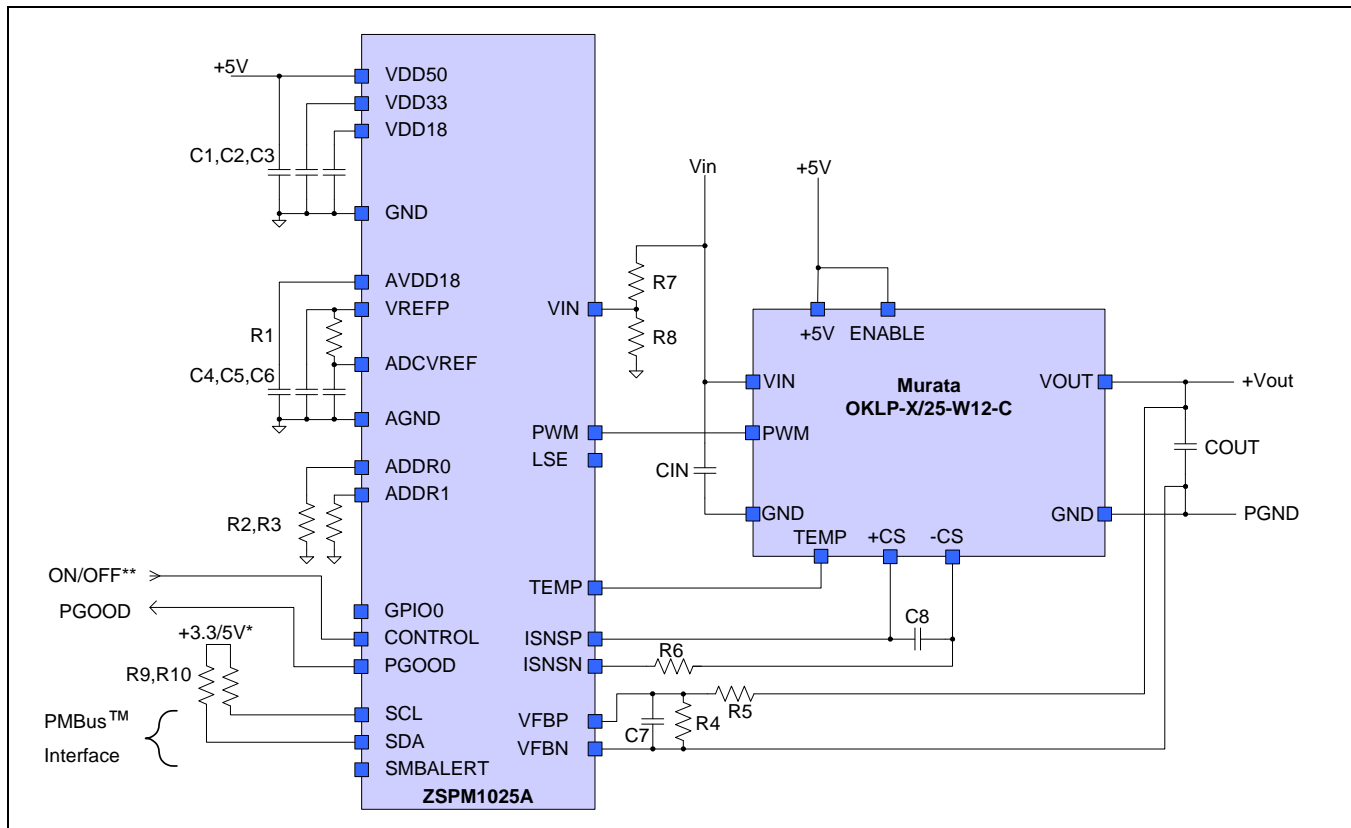 +5V
VDD50
VDD33
VDD18
C1,C2,C3
GND
AVDD18
VREFP
R1
ADCVREF
C4,C5,C6
AGND
ADDR0
ADDR1
R2,R3
ON/OFF**
PGOOD
GPIO0
CONTROL
PGOOD
+3.3/5V*
R9,R10
SCL
PMBus™
Interface
SDA
SMBALERT
ZSPM1025A
VIN
PWM
LSE
TEMP
ISNSP
ISNSN
VFBP
VFBN
Vin
R7
R8
CIN
R6
C8
R5
R4
C7
+5V
+5V
ENABLE
VIN
Murata
OKLP-X/25-W12-C
VOUT
PWM
GND
GND
TEMP
+CS
-CS
+Vout
COUT
PGND